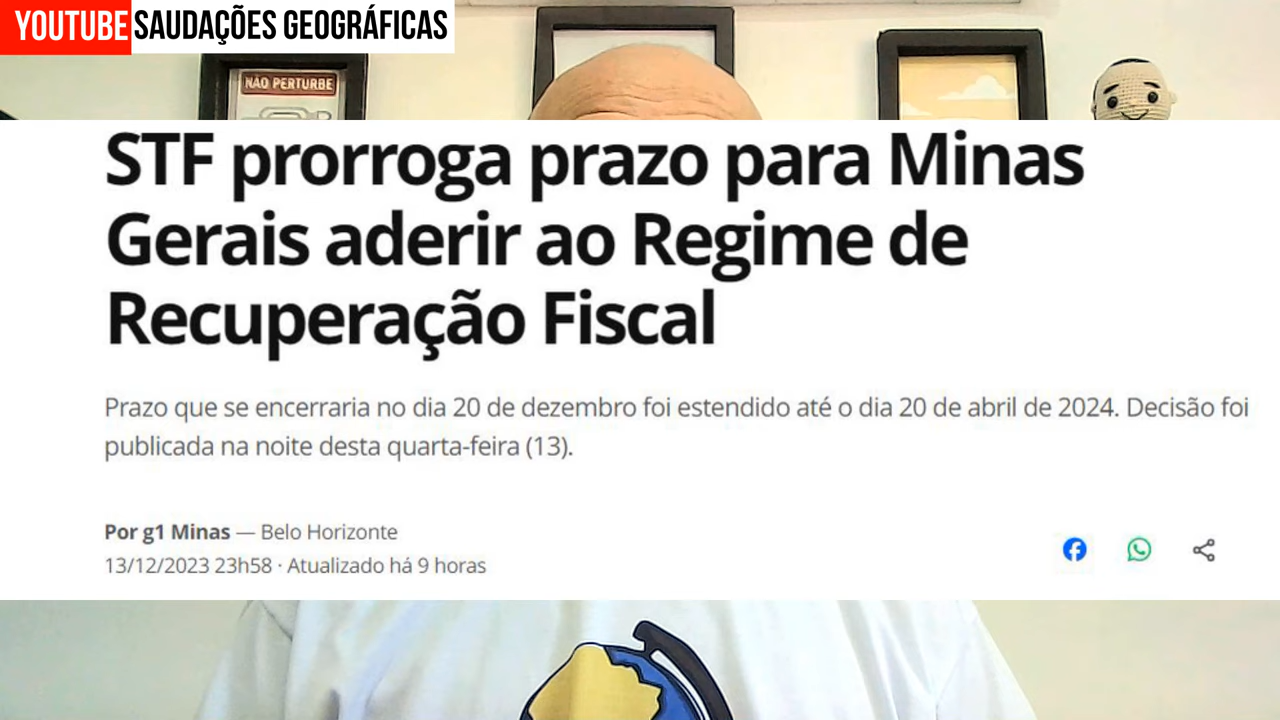 YOUTUBE SAUDAÇÕES GEOGRÁFICAS
NÃO PERTURBE
STF prorroga prazo para Minas
Gerais aderir ao Regime de
Recuperação Fiscal
Prazo que se encerraria no dia 20 de dezembro foi estendido até o dia 20 de abril de 2024. Decisão foi
publicada na noite desta quarta-feira (13).
Por g1 Minas — Belo Horizonte
13/12/2023 23h58 · Atualizado há 9 horas